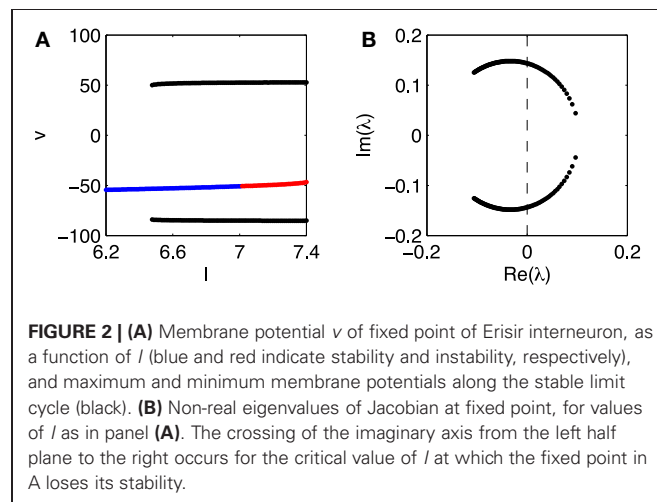 A
B
100
50
0
-50
-100
v
6.2
6.6
7
7.4
I
0.2
0.1
0
-0.1
-0.2
Im(λ)
-0.2
0
0.2
Re(λ)
FIGURE 2 | (A) Membrane potential v of fixed point of Erisir interneuron, as
a function of I (blue and red indicate stability and instability, respectively),
and maximum and minimum membrane potentials along the stable limit
cycle (black). (B) Non-real eigenvalues of Jacobian at fixed point, for values
of I as in panel (A). The crossing of the imaginary axis from the left half
plane to the right occurs for the critical value of I at which the fixed point in
A loses its stability.